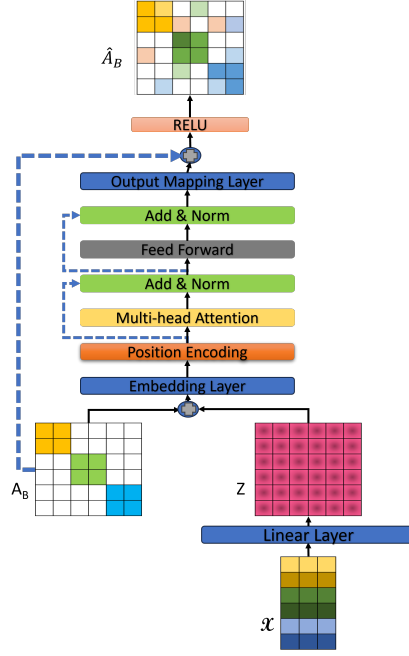 Â_B
RELU
Output Mapping Layer
Add & Norm
Feed Forward
Add & Norm
Multi-head Attention
Position Encoding
Embedding Layer
A_B
Z
Linear Layer
x